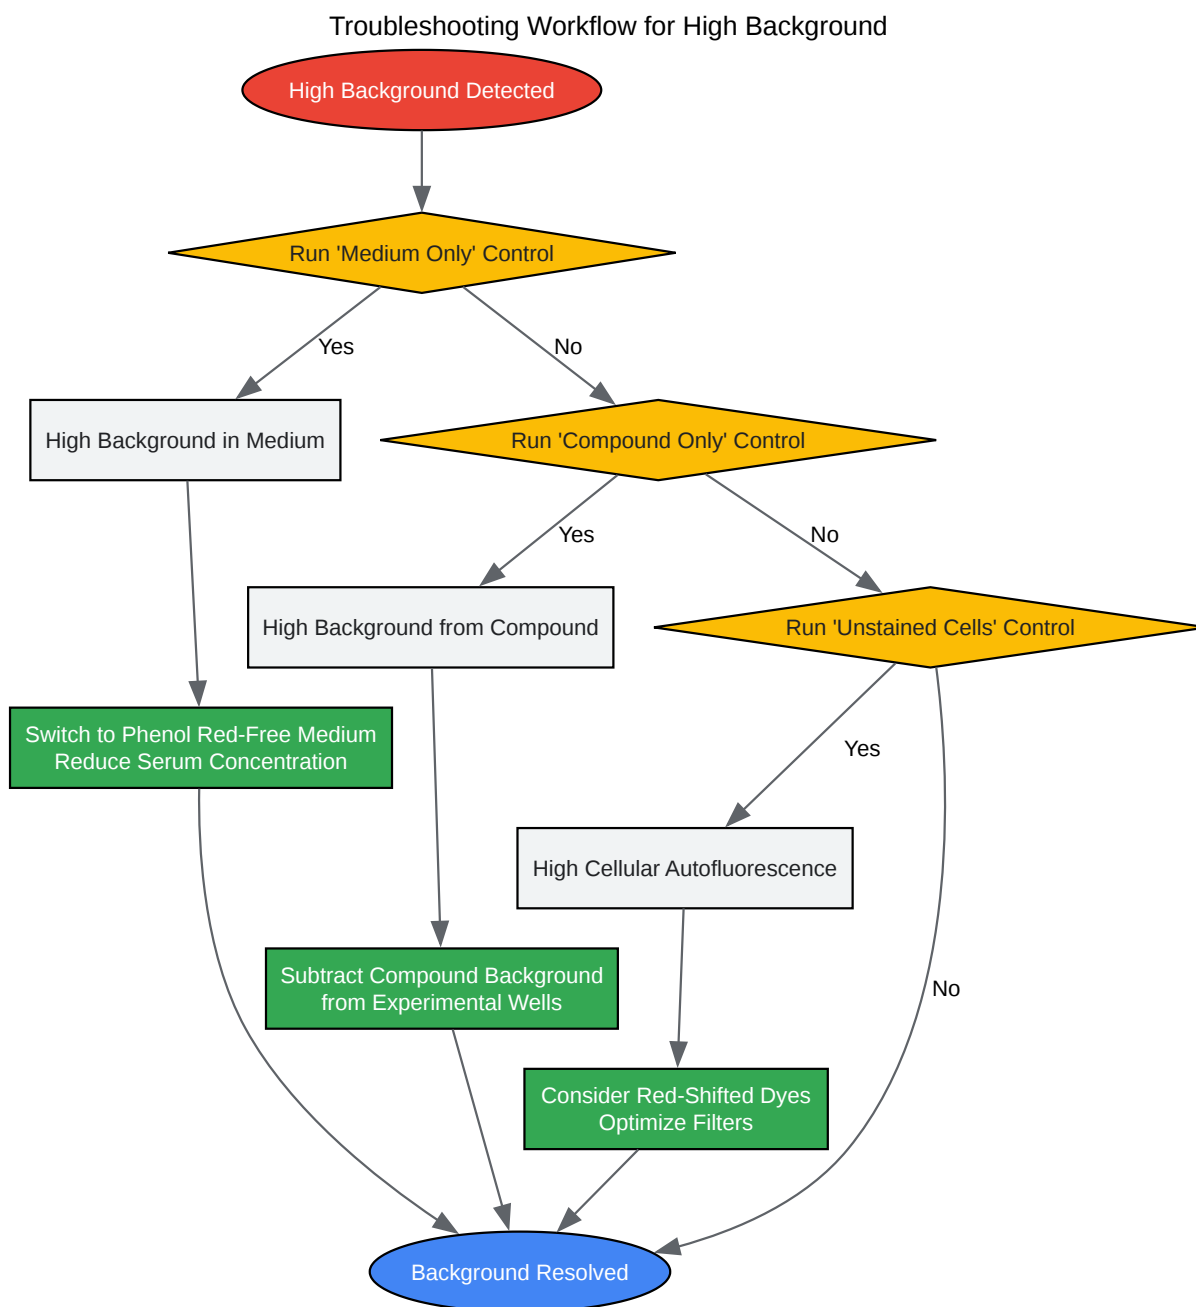 Troubleshooting Workflow for High Background
High Background Detected
Run 'Medium Only' Control
Yes
No
High Background in Medium
Run 'Compound Only' Control
Yes
No
High Background from Compound
Run 'Unstained Cells' Control
Switch to Phenol Red-Free Medium
Reduce Serum Concentration
Yes
High Cellular Autofluorescence
Subtract Compound Background
from Experimental Wells
No
Consider Red-Shifted Dyes
Optimize Filters
Background Resolved